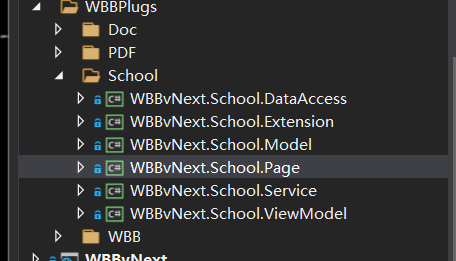 WBBPlugs
Doc
PDF
School
C# WBBvNext.School.DataAccess
C# WBBvNext.School.Extension
C# WBBvNext.School.Model
C# WBBvNext.School.Page
C# WBBvNext.School.Service
C# WBBvNext.School.ViewModel
WBB
WBBvNext